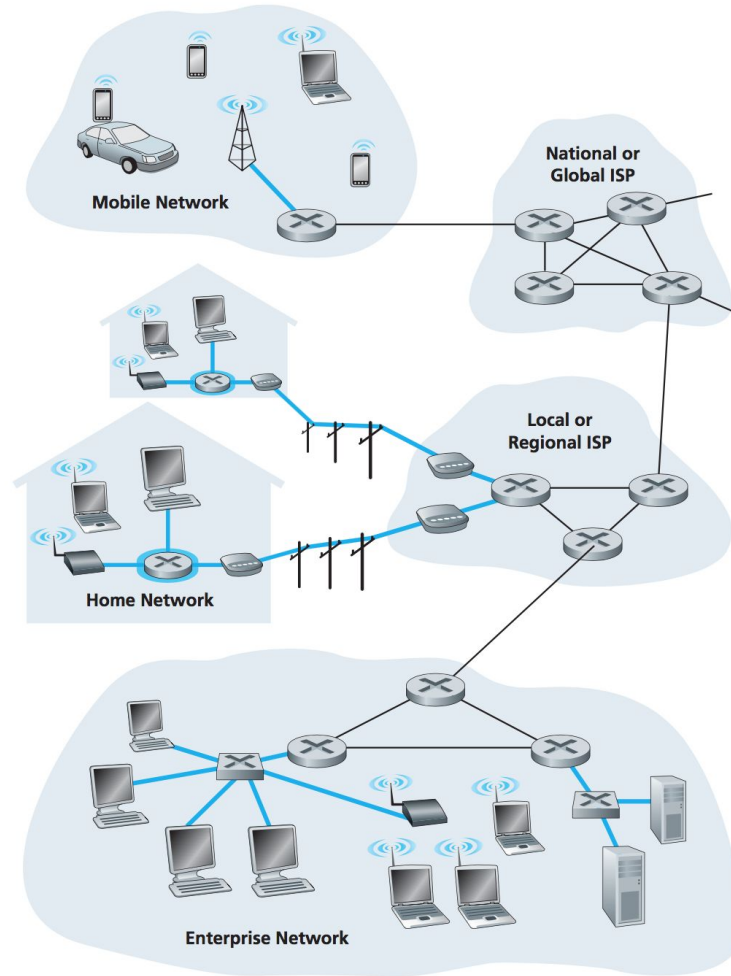 National or
Global ISP
Mobile Network
Local or
Regional ISP
Home Network
Enterprise Network